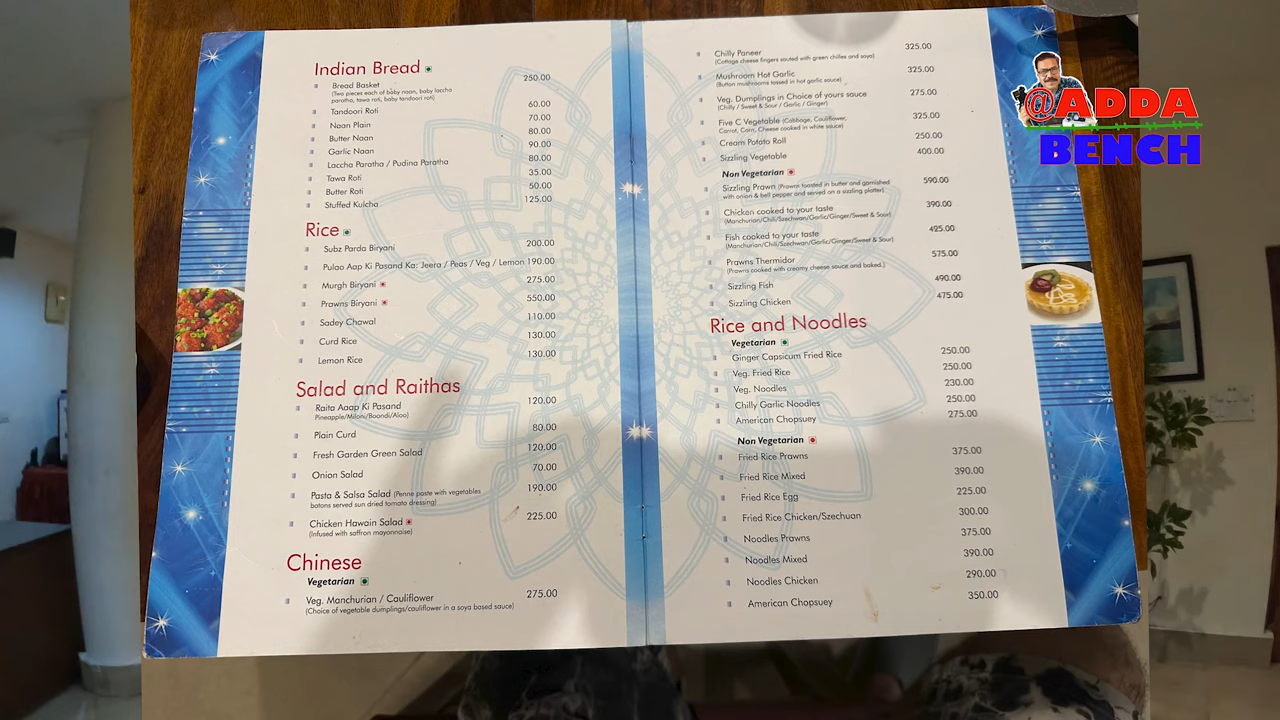 Indian Bread
Bread Basket 250.00
(Two pieces each of baby naan, baby laccha
paratha, tawa roti, baby tandoori roti)
Tandoori Roti 60.00
Naan Plain 70.00
Butter Naan 80.00
Garlic Naan 90.00
Laccha Paratha / Pudina Paratha 80.00
Tawa Roti 35.00
Butter Roti 50.00
Stuffed Kulcha 125.00
Rice
Subz Parda Biryani 200.00
Pulao Aap Ki Pasand Ka: Jeera / Peas / Veg / Lemon 190.00
Murgh Biryani 275.00
Prawns Biryani 550.00
Sadey Chawal 110.00
Curd Rice 130.00
Lemon Rice 130.00
Salad and Raithas
Raita Aaap Ki Pasand 120.00
Pineapple/Miloni/Boondi/Aloo)
Plain Curd 80.00
Fresh Garden Green Salad 120.00
Onion Salad 70.00
Pasta & Salsa Salad (Penne paste with vegetables 190.00
batons served sun dried tomato dressing)
Chicken Hawain Salad 225.00
(Infused with saffron mayonnaise)
Chinese
Vegetarian
Veg. Manchurian / Cauliflower 275.00
(Choice of vegetable dumplings/cauliflower in a soya based sauce)
Chilly Paneer 325.00
(Cottage cheese fingers sauted with green chillies and soya)
Mushroom Hot Garlic 325.00
(Button mushrooms tossed in hot garlic sauce)
Veg. Dumplings in Choice of yours sauce 275.00
(Chilly / Sweet & Sour / Garlic / Ginger)
Five C Vegetable (Cabbage, Cauliflower, 325.00
Carrot, Corn, Cheese cooked in white sauce)
Cream Potato Roll 250.00
Sizzling Vegetable 400.00
Non Vegetarian
Sizzling Prawn (Prawns toasted in butter and garnished 590.00
with onion & bell pepper and served on a sizzling platter)
Chicken cooked to your taste 390.00
(Manchurian/Chili/Szechwan/Garlic/Ginger/Sweet & Sour)
Fish cooked to your taste 425.00
(Manchurian/Chili/Szechwan/Garlic/Ginger/Sweet & Sour)
Prawns Thermidor 575.00
(Prawns cooked with creamy cheese sauce and baked.)
Sizzling Fish 490.00
Sizzling Chicken 475.00
Rice and Noodles
Vegetarian
Ginger Capsicum Fried Rice 250.00
Veg. Fried Rice 250.00
Veg. Noodles 230.00
Chilly Garlic Noodles 250.00
American Chopsuey 275.00
Non Vegetarian
Fried Rice Prawns 375.00
Fried Rice Mixed 390.00
Fried Rice Egg 225.00
Fried Rice Chicken/Szechuan 300.00
Noodles Prawns 375.00
Noodles Mixed 390.00
Noodles Chicken 290.00
American Chopsuey 350.00
@ADDA
BENCH